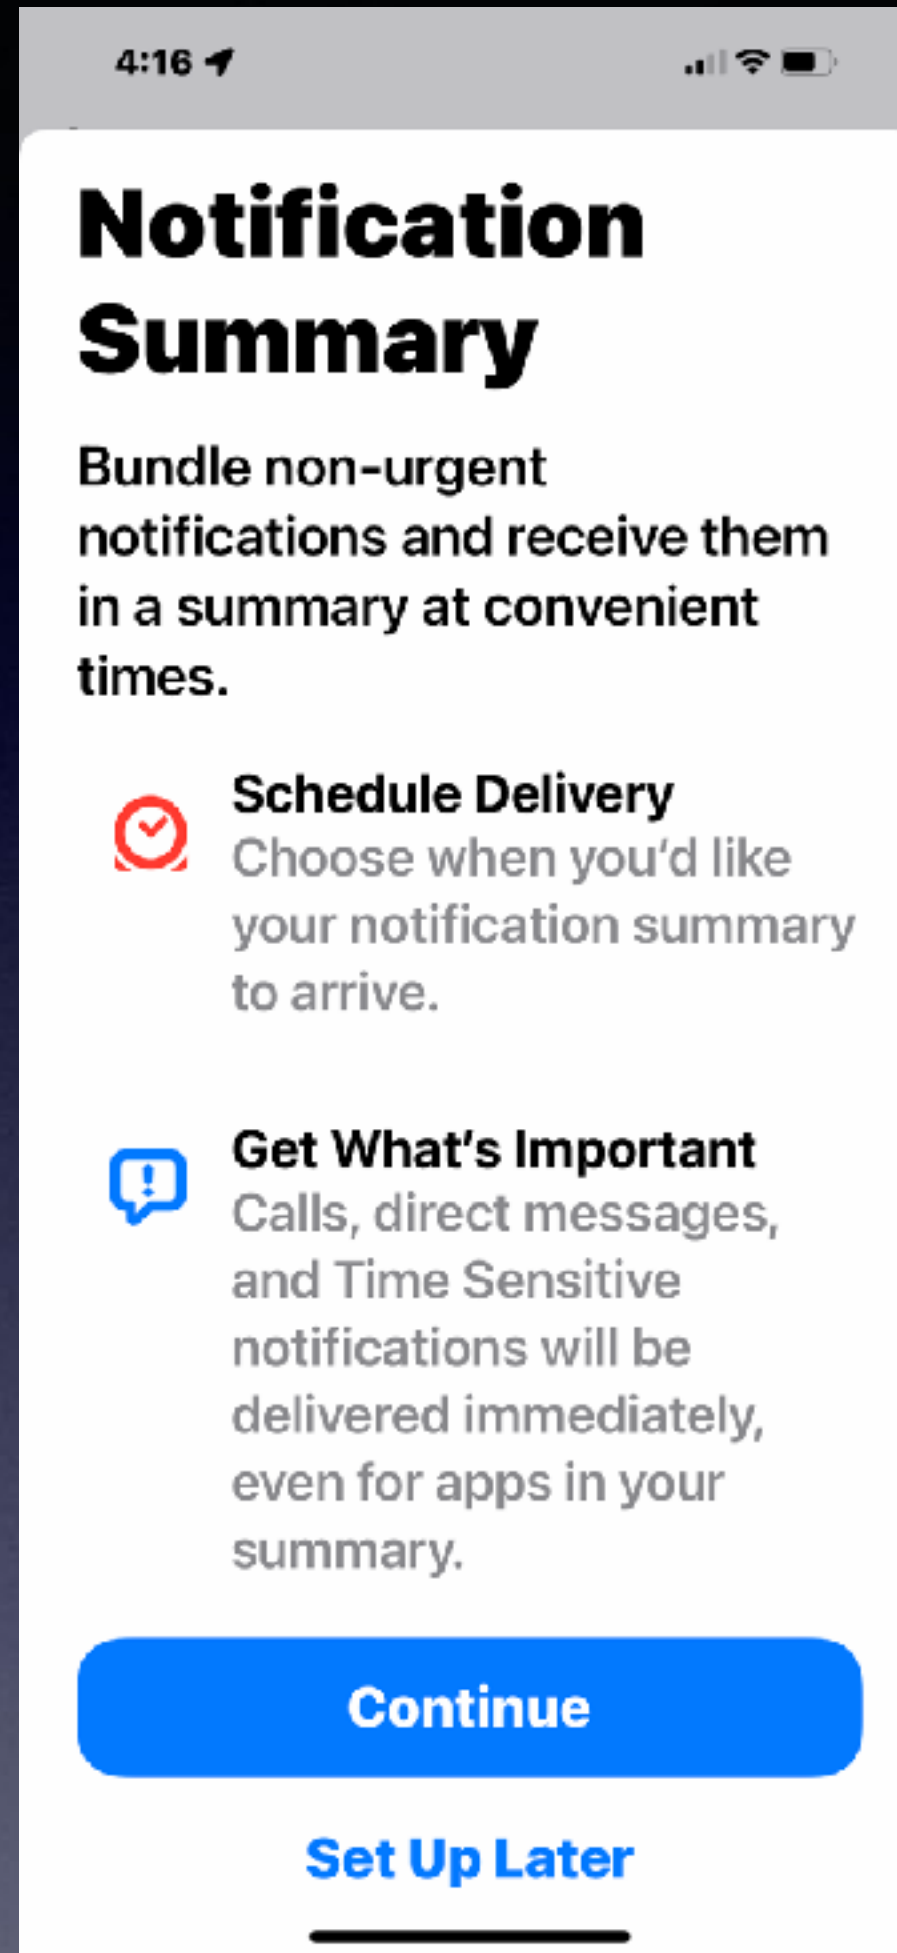 4:16
Notification
Summary
Bundle non-urgent
notifications and receive them
in a summary at convenient
times.
Schedule Delivery
Choose when you’d like
your notification summary
to arrive.
Get What’s Important
Calls, direct messages,
and Time Sensitive
notifications will be
delivered immediately,
even for apps in your
summary.
Continue
Set Up Later